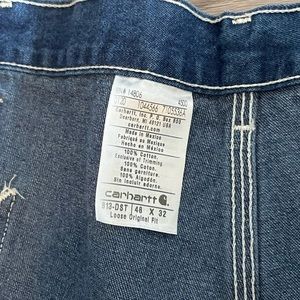 RN# 14806
Carhartt, Inc. P. O. Box 600
Dearborn, MI 48121 USA
carhartt.com
Made in Mexico
Fabriqué au Mexique
Hecho en México
100% Cotton.
Exclusive of trimming
100% Coton.
Sans garniture.
100% Algodón.
Sin incluir adorno
carhartt
B13-DST 48 X 32
Loose Original Fit